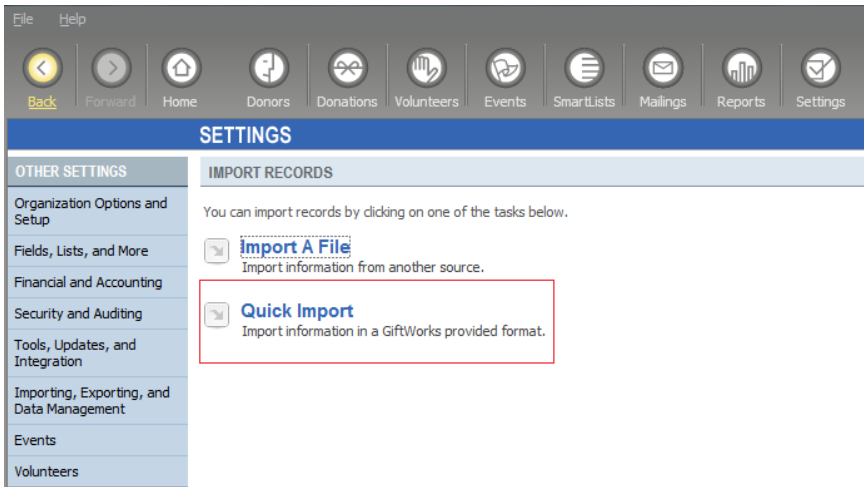 File Help
Back Forward Home Donors Donations Volunteers Events SmartLists Mailings Reports Settings
SETTINGS
OTHER SETTINGS
Organization Options and
Setup
Fields, Lists, and More
Financial and Accounting
Security and Auditing
Tools, Updates, and
Integration
Importing, Exporting, and
Data Management
Events
Volunteers
IMPORT RECORDS
You can import records by clicking on one of the tasks below.
Import A File
Import information from another source.
Quick Import
Import information in a GiftWorks provided format.